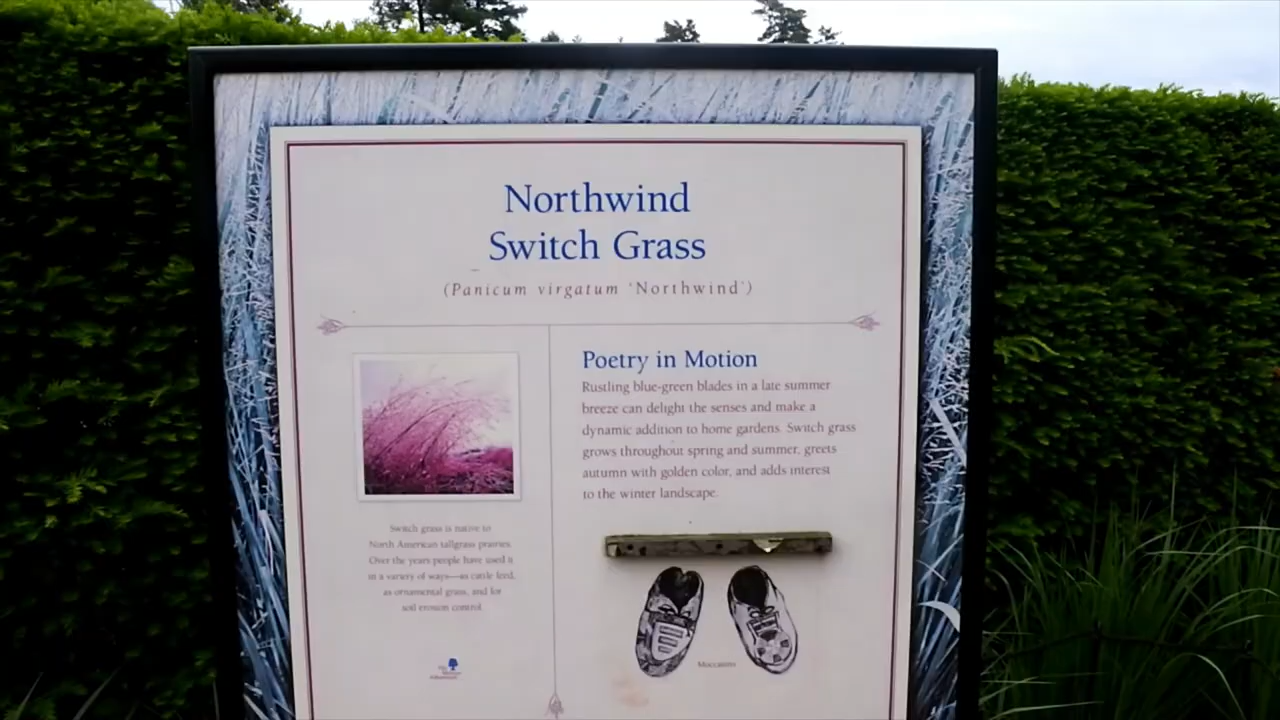 Northwind
Switch Grass
(Panicum virgatum 'Northwind')
Poetry in Motion
Rustling blue-green blades in a late summer
breeze can delight the senses and make a
dynamic addition to home gardens. Switch grass
grows throughout spring and summer, greets
autumn with golden color, and adds interest
to the winter landscape.
Switch grass is native to
North American tallgrass prairies.
Over the years people have used it
in a variety of ways—as cattle feed,
as ornamental grass, and for
soil erosion control.
Moccasins